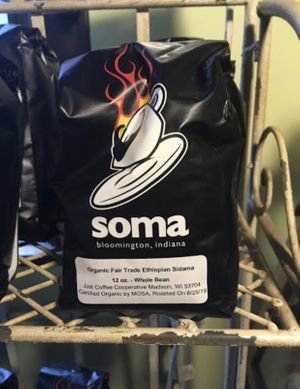 soma
bloomington, indiana
Organic Fair Trade Ethiopian Sidama
12 oz. - Whole Bean
Just Coffee Cooperative Madison, WI 53704
Certified Organic by MOSA, Roasted On 6/25/19